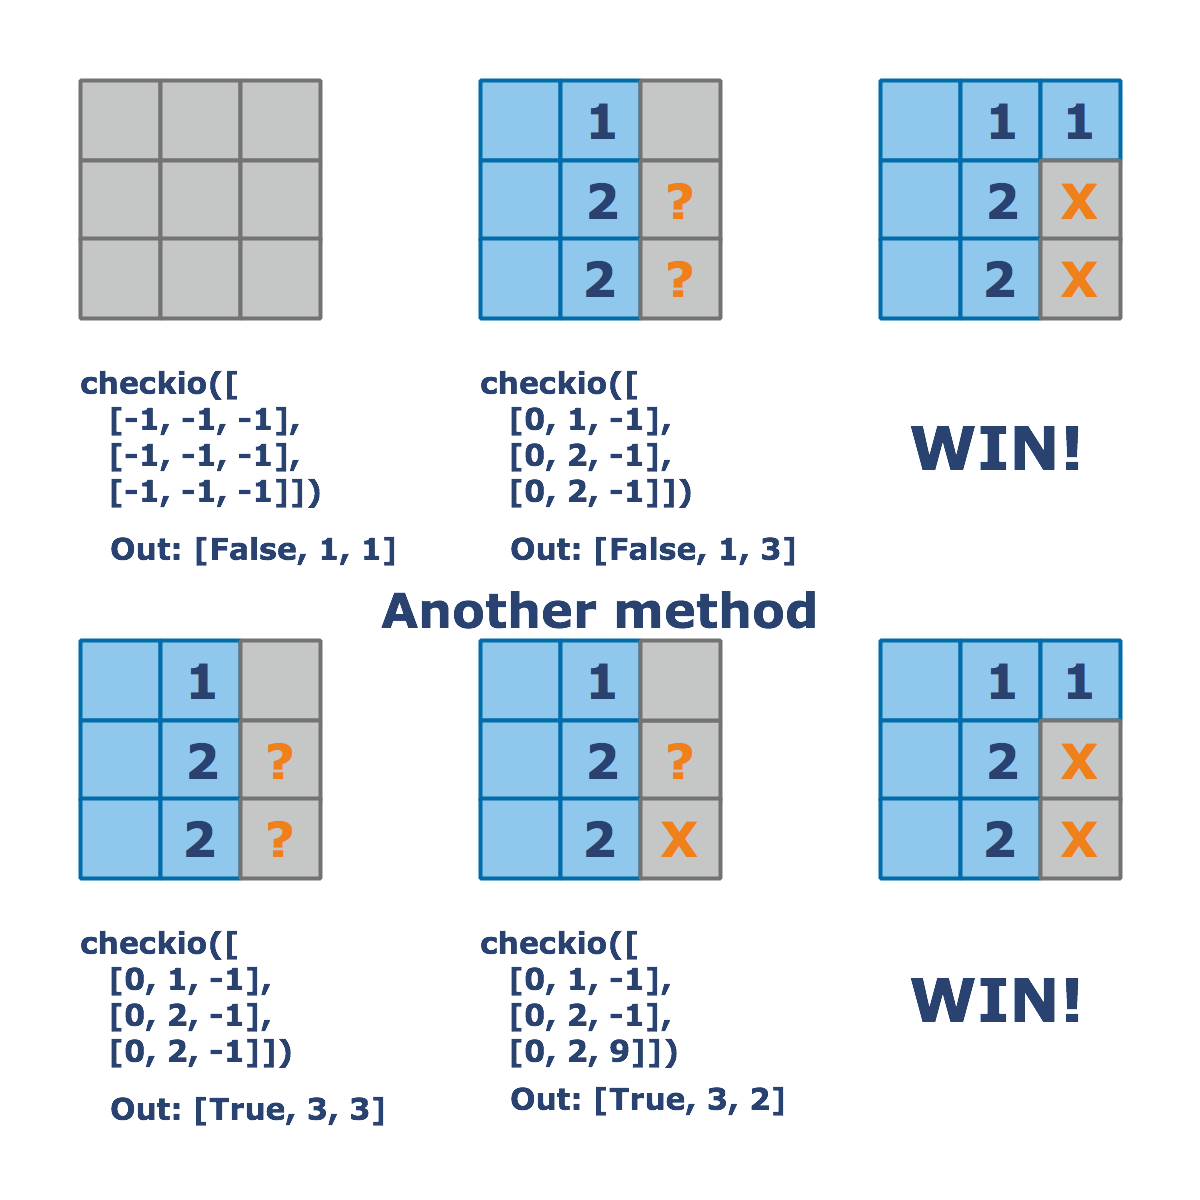 1
1 1
2 ?
2 X
2 ?
2 X
checkio([
[-1, -1, -1],
[-1, -1, -1],
[-1, -1, -1]])
Out: [False, 1, 1]
checkio([
[0, 1, -1],
[0, 2, -1],
[0, 2, -1]])
Out: [False, 1, 3]
WIN!
Another method
1
1
1 1
2 ?
2 ?
2 X
2 ?
2 X
2 X
checkio([
[0, 1, -1],
[0, 2, -1],
[0, 2, -1]])
Out: [True, 3, 3]
checkio([
[0, 1, -1],
[0, 2, -1],
[0, 2, 9]])
Out: [True, 3, 2]
WIN!